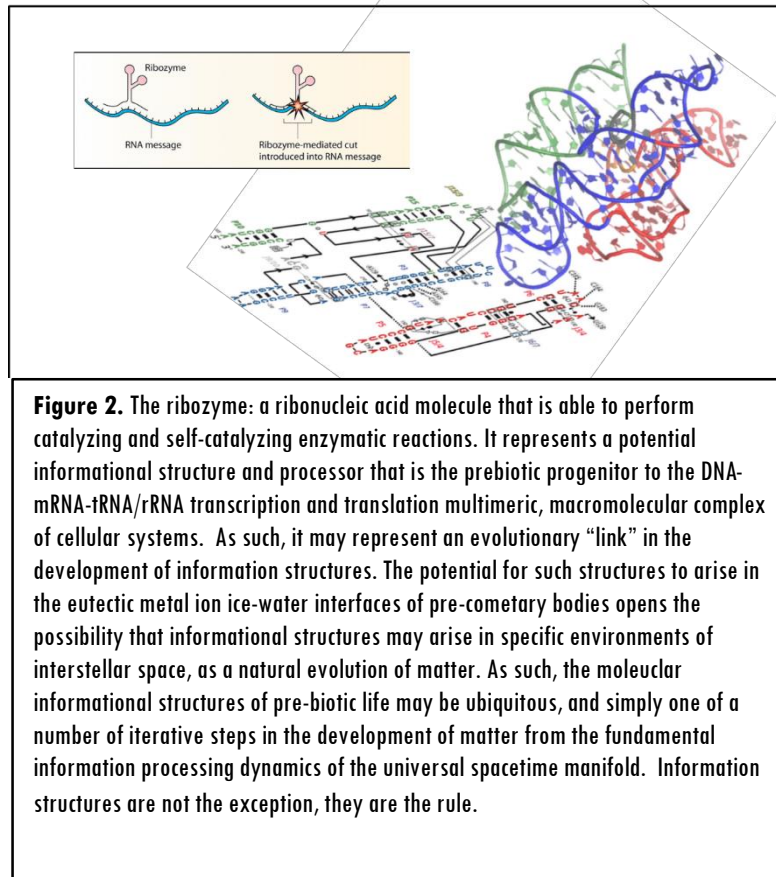 Ribozyme
RNA message
Ribozyme-mediated cut
introduced into RNA message
Figure 2. The ribozyme: a ribonucleic acid molecule that is able to perform
catalyzing and self-catalyzing enzymatic reactions. It represents a potential
informational structure and processor that is the prebiotic progenitor to the DNA-
mRNA-tRNA/rRNA transcription and translation multimeric, macromolecular complex
of cellular systems. As such, it may represent an evolutionary “link” in the
development of information structures. The potential for such structures to arise in
the eutectic metal ion ice-water interfaces of pre-cometary bodies opens the
possibility that informational structures may arise in specific environments of
interstellar space, as a natural evolution of matter. As such, the moleuclar
informational structures of pre-biotic life may be ubiquitous, and simply one of a
number of iterative steps in the development of matter from the fundamental
information processing dynamics of the universal spacetime manifold. Information
structures are not the exception, they are the rule.